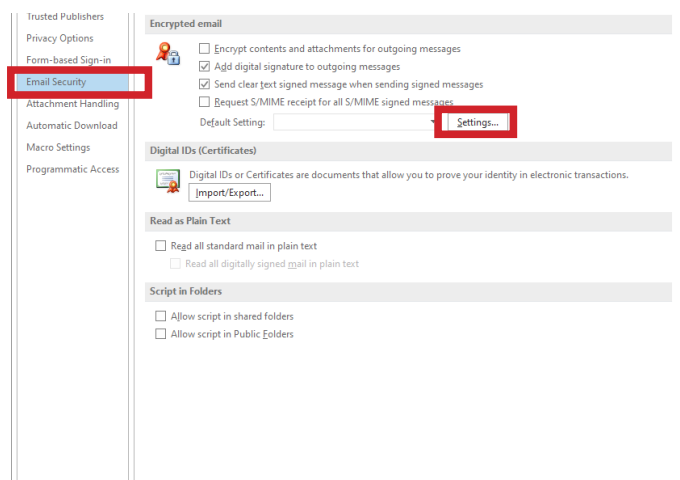 Trusted Publishers
Privacy Options
Form-based Sign-in
Email Security
Attachment Handling
Automatic Download
Macro Settings
Programmatic Access
Encrypted email
Encrypt contents and attachments for outgoing messages
Add digital signature to outgoing messages
Send clear text signed message when sending signed messages
Request S/MIME receipt for all S/MIME signed messages
Default Setting:
Settings...
Digital IDs (Certificates)
Digital IDs or Certificates are documents that allow you to prove your identity in electronic transactions.
Import/Export...
Read as Plain Text
Read all standard mail in plain text
Read all digitally signed mail in plain text
Script in Folders
Allow script in shared folders
Allow script in Public Folders